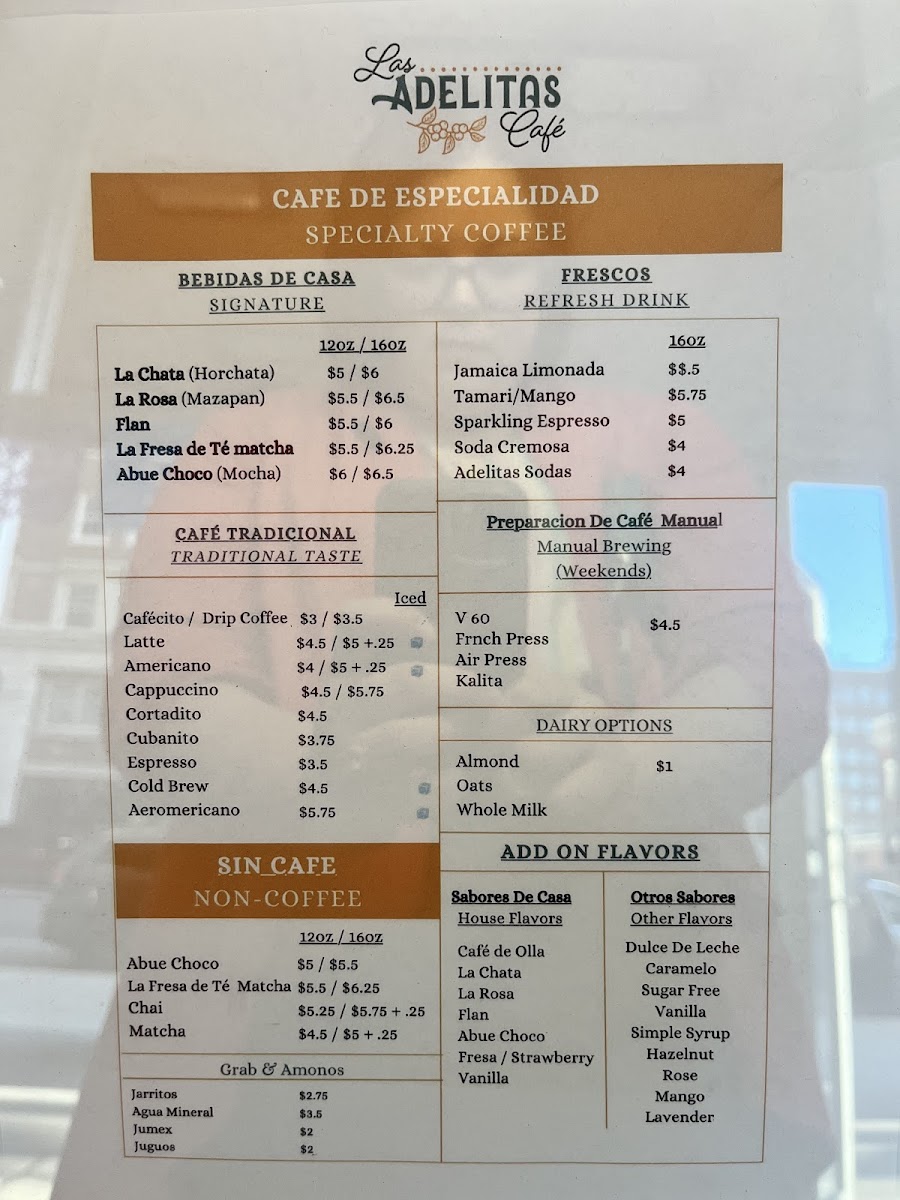 Las
ADELITAS
Café
CAFE DE ESPECIALIDAD
SPECIALTY COFFEE
BEBIDAS DE CASA
SIGNATURE
12OZ / 16OZ
La Chata (Horchata) $5 / $6
La Rosa (Mazapan) $5.5 / $6.5
Flan $5.5 / $6
La Fresa de Té matcha $5.5 / $6.25
Abue Choco (Mocha) $6 / $6.5
FRESCOS
REFRESH DRINK
16OZ
Jamaica Limonada $$.5
Tamari/Mango $5.75
Sparkling Espresso $5
Soda Cremosa $4
Adelitas Sodas $4
CAFÉ TRADICIONAL
TRADITIONAL TASTE
Iced
Cafécito / Drip Coffee $3 / $3.5
Latte $4.5 / $5 +.25
Americano $4 / $5 + .25
Cappuccino $4.5 / $5.75
Cortadito $4.5
Cubanito $3.75
Espresso $3.5
Cold Brew $4.5
Aeromericano $5.75
Preparacion De Café Manual
Manual Brewing
(Weekends)
V 60 $4.5
Frnch Press
Air Press
Kalita
DAIRY OPTIONS
Almond $1
Oats
Whole Milk
SIN CAFE
NON-COFFEE
12OZ / 16OZ
Abue Choco $5 / $5.5
La Fresa de Té Matcha $5.5 / $6.25
Chai $5.25 / $5.75 + .25
Matcha $4.5 / $5 + .25
Grab & Amonos
Jarritos $2.75
Agua Mineral $3.5
Jumex $2
Juguos $2
ADD ON FLAVORS
Sabores De Casa
House Flavors
Café de Olla
La Chata
La Rosa
Flan
Abue Choco
Fresa / Strawberry
Vanilla
Otros Sabores
Other Flavors
Dulce De Leche
Caramelo
Sugar Free
Vanilla
Simple Syrup
Hazelnut
Rose
Mango
Lavender